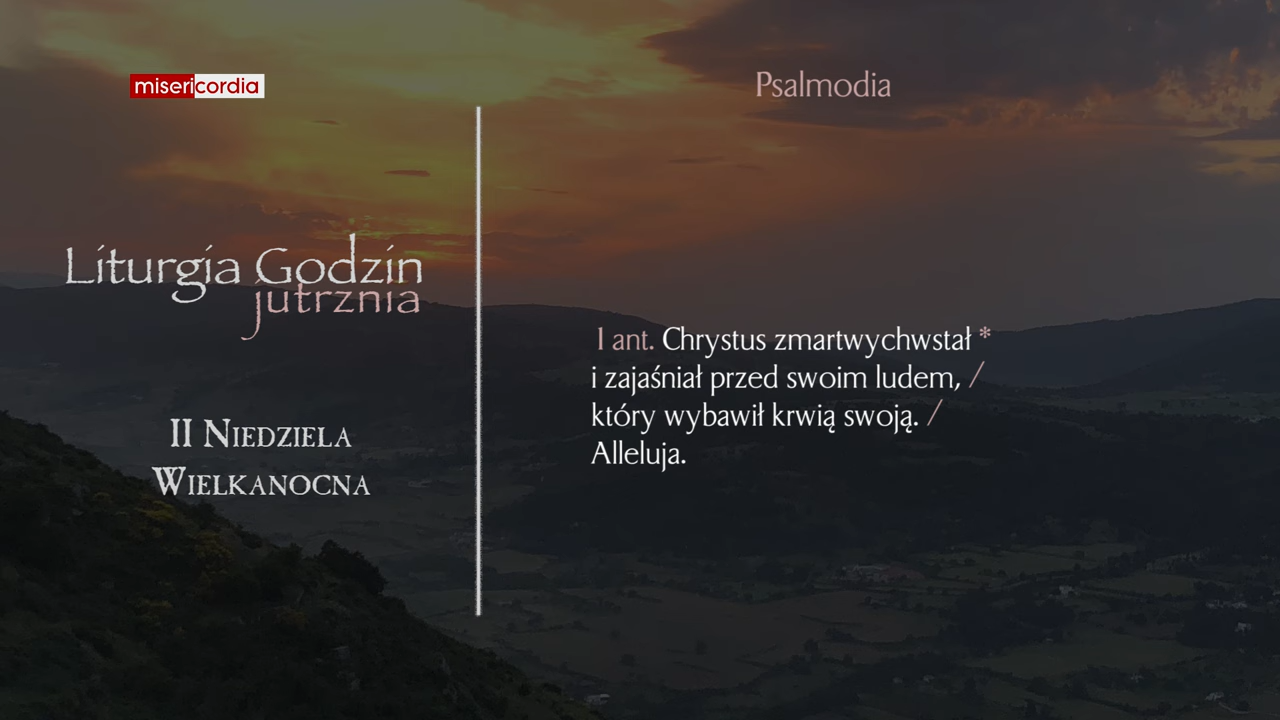 misericordia
Liturgia Godzin
jutrznia
II Niedziela
Wielkanocna
Psalmodia
1 ant. Chrystus zmartwychwstał *
i zajaśniał przed swoim ludem, /
który wybawił krwią swoją. /
Alleluja.